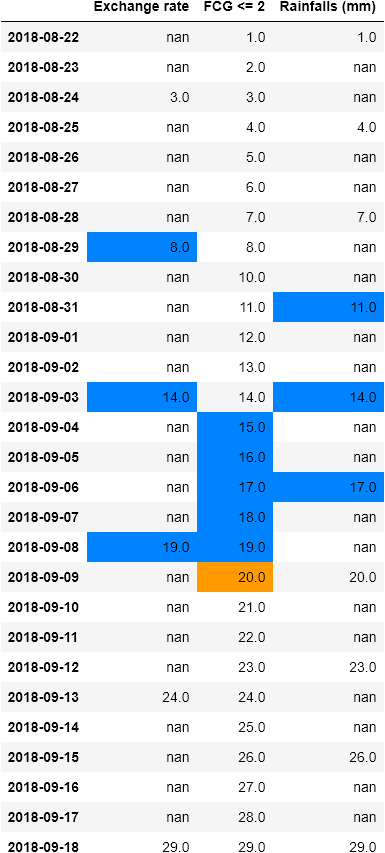 Exchange rate FCG <= 2 Rainfalls (mm)
2018-08-22 nan 1.0 1.0
2018-08-23 nan 2.0 nan
2018-08-24 3.0 3.0 nan
2018-08-25 nan 4.0 4.0
2018-08-26 nan 5.0 nan
2018-08-27 nan 6.0 nan
2018-08-28 nan 7.0 7.0
2018-08-29 8.0 8.0 nan
2018-08-30 nan 10.0 nan
2018-08-31 nan 11.0 11.0
2018-09-01 nan 12.0 nan
2018-09-02 nan 13.0 nan
2018-09-03 14.0 14.0 14.0
2018-09-04 nan 15.0 nan
2018-09-05 nan 16.0 nan
2018-09-06 nan 17.0 17.0
2018-09-07 nan 18.0 nan
2018-09-08 19.0 19.0 nan
2018-09-09 nan 20.0 20.0
2018-09-10 nan 21.0 nan
2018-09-11 nan 22.0 nan
2018-09-12 nan 23.0 23.0
2018-09-13 24.0 24.0 nan
2018-09-14 nan 25.0 nan
2018-09-15 nan 26.0 26.0
2018-09-16 nan 27.0 nan
2018-09-17 nan 28.0 nan
2018-09-18 29.0 29.0 29.0